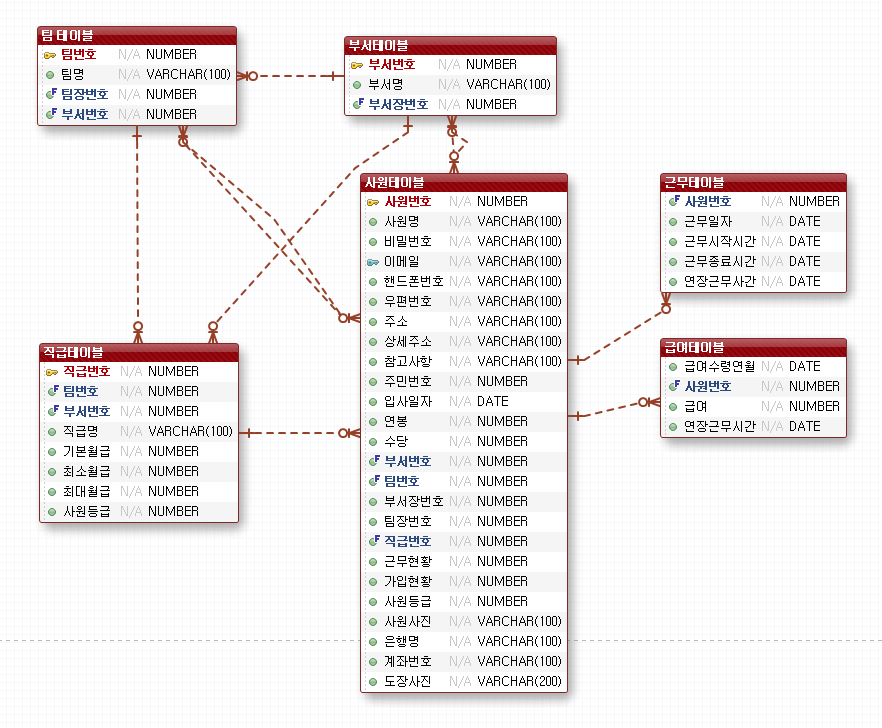 팀 테이블
팀번호 N/A NUMBER
팀명 N/A VARCHAR(100)
팀장번호 N/A NUMBER
부서번호 N/A NUMBER
부서테이블
부서번호 N/A NUMBER
부서명 N/A VARCHAR(100)
부서장번호 N/A NUMBER
사원테이블
사원번호 N/A NUMBER
사원명 N/A VARCHAR(100)
비밀번호 N/A VARCHAR(100)
이메일 N/A VARCHAR(100)
핸드폰번호 N/A VARCHAR(100)
우편번호 N/A VARCHAR(100)
주소 N/A VARCHAR(100)
상세주소 N/A VARCHAR(100)
참고사항 N/A VARCHAR(100)
주민번호 N/A NUMBER
입사일자 N/A DATE
연봉 N/A NUMBER
수당 N/A NUMBER
부서번호 N/A NUMBER
팀번호 N/A NUMBER
부서장번호 N/A NUMBER
팀장번호 N/A NUMBER
직급번호 N/A NUMBER
근무현황 N/A NUMBER
가입현황 N/A NUMBER
사원등급 N/A NUMBER
사원사진 N/A VARCHAR(100)
은행명 N/A VARCHAR(100)
계좌번호 N/A VARCHAR(100)
도장사진 N/A VARCHAR(200)
근무테이블
사원번호 N/A NUMBER
근무일자 N/A DATE
근무시작시간 N/A DATE
근무종료시간 N/A DATE
연장근무사간 N/A DATE
급여테이블
급여수령연월 N/A DATE
사원번호 N/A NUMBER
급여 N/A NUMBER
연장근무시간 N/A DATE
직급테이블
직급번호 N/A NUMBER
팀번호 N/A NUMBER
부서번호 N/A NUMBER
직급명 N/A VARCHAR(100)
기본월급 N/A NUMBER
최소월급 N/A NUMBER
최대월급 N/A NUMBER
사원등급 N/A NUMBER